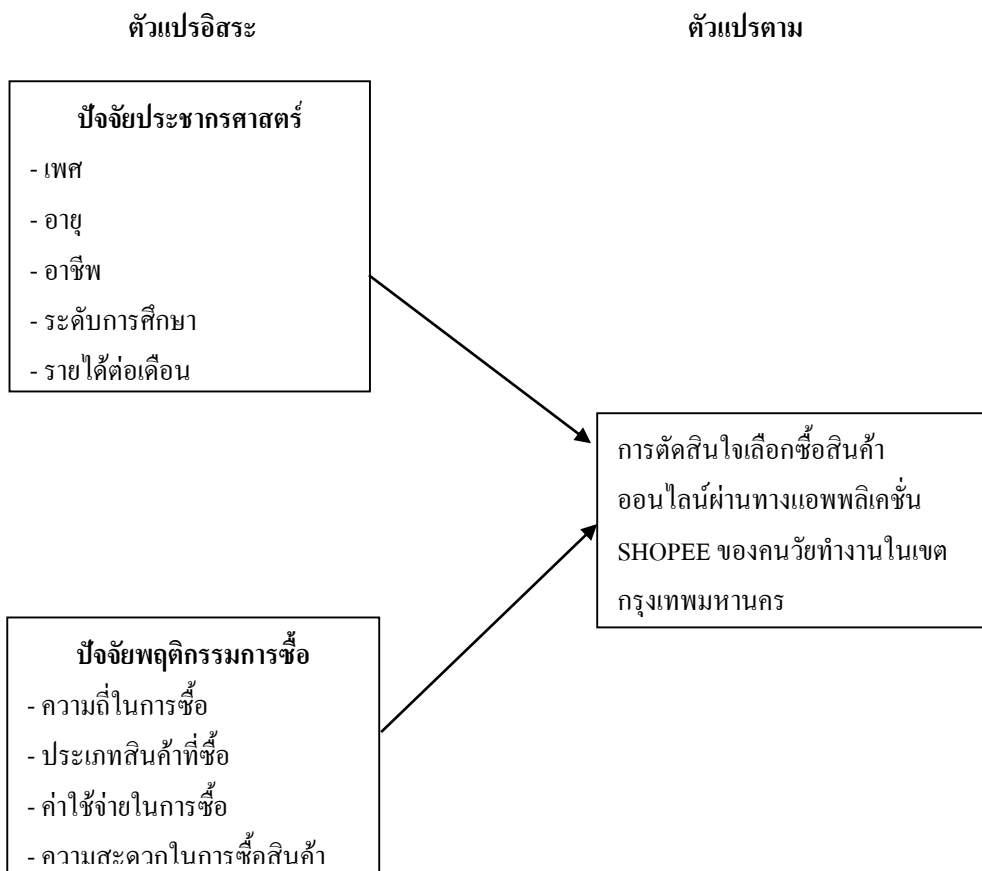 ตัวแปรอิสระ
ตัวแปรตาม
ปัจจัยประชากรศาสตร์
- เพศ
- อายุ
- อาชีพ
- ระดับการศึกษา
- รายได้ต่อเดือน
การตัดสินใจเลือกซื้อสินค้า
ออนไลน์ผ่านทางแอพพลิเคชั่น
SHOPEE ของคนวัยทำงานในเขต
กรุงเทพมหานคร
ปัจจัยพฤติกรรมการซื้อ
- ความถี่ในการซื้อ
- ประเภทสินค้าที่ซื้อ
- ค่าใช้จ่ายในการซื้อ
- ความสะดวกในการซื้อสินค้า